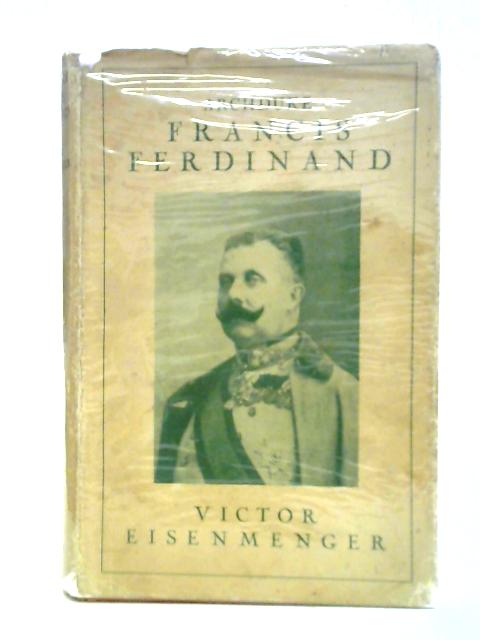 ARCHDUKE
FRANCIS
FERDINAND
VICTOR
EISENMENGER